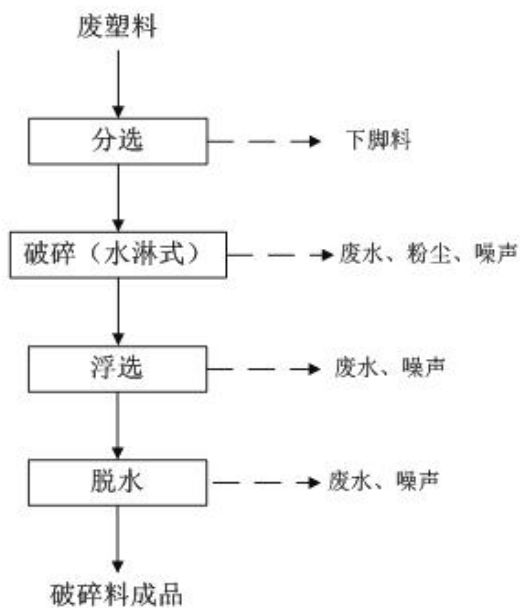 废塑料
分选
下脚料
破碎（水淋式）
废水、粉尘、噪声
浮选
废水、噪声
脱水
废水、噪声
破碎料成品